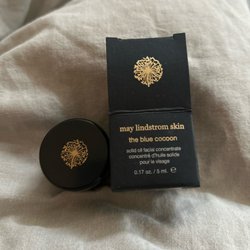 may lindstrom skin
the blue cocoon
solid oil facial concentrate
concentré d'huile solide
pour le visage
0.17 oz. / 5 ml. ℮